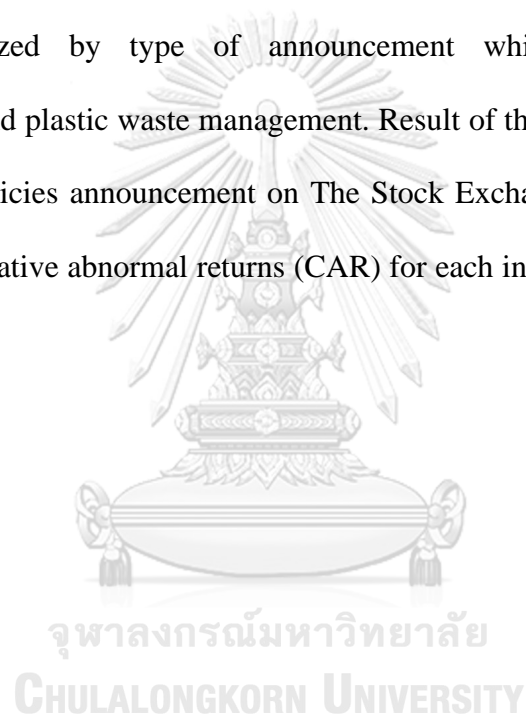 zed by type of announcement whi
d plastic waste management. Result of th
icies announcement on The Stock Excha
ative abnormal returns (CAR) for each in
จุฬาลงกรณ์มหาวิทยาลัย
CHULALONGKORN UNIVERSITY